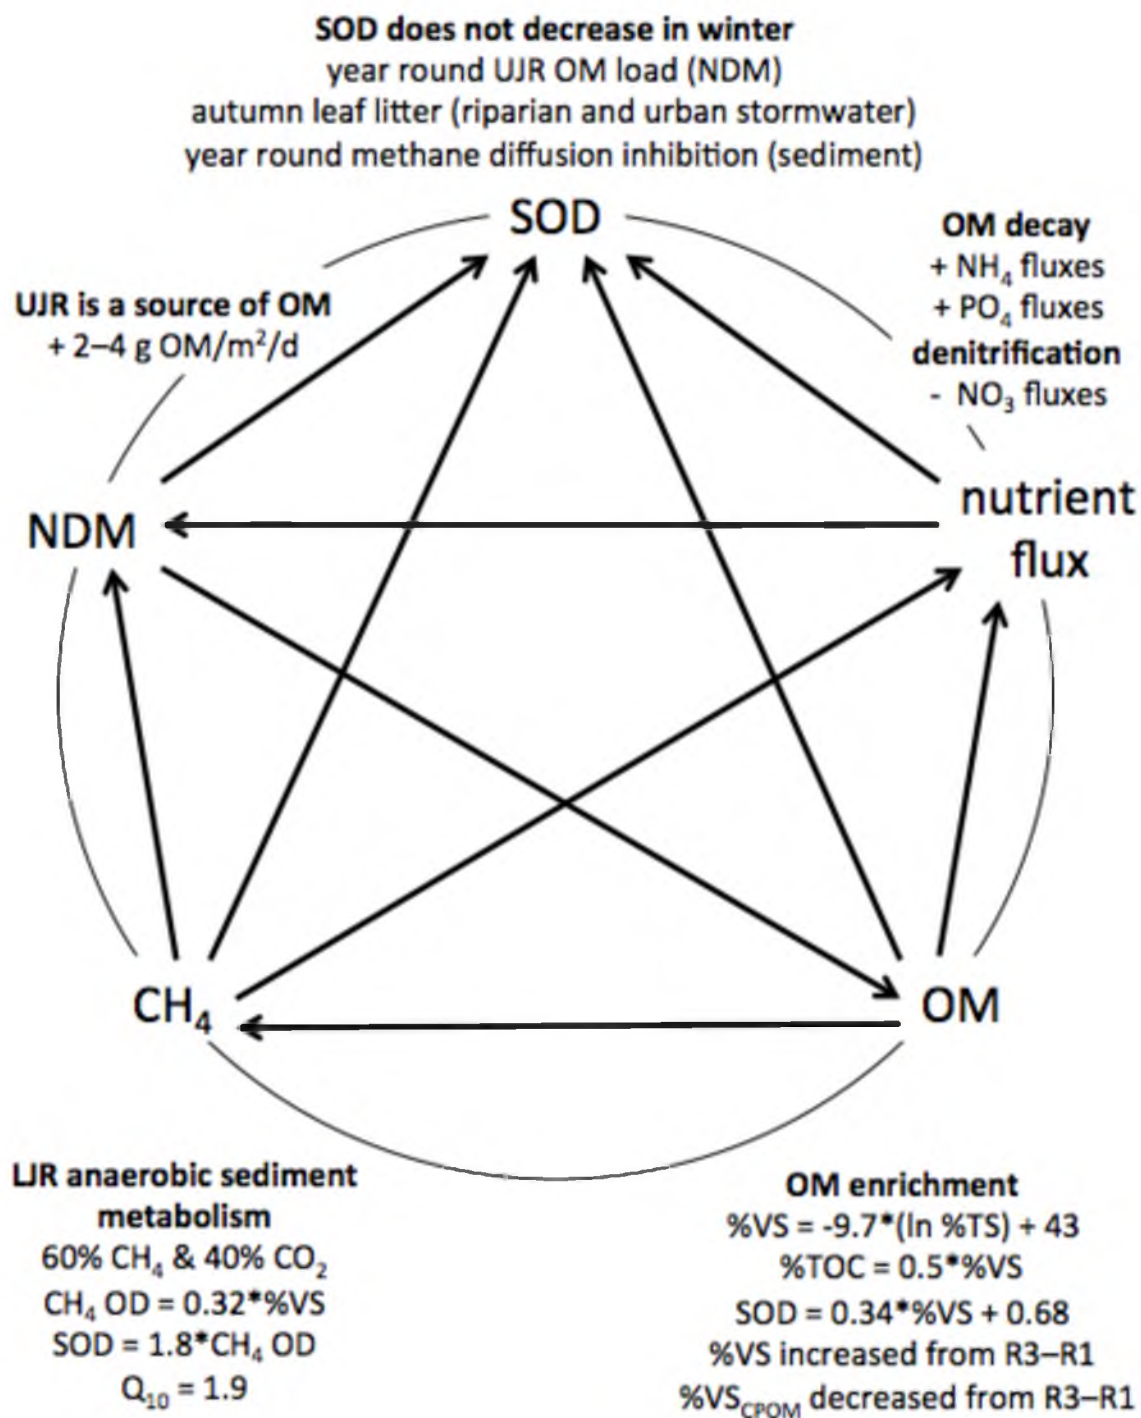 SOD does not decrease in winter
year round UJR OM load (NDM)
autumn leaf litter (riparian and urban stormwater)
year round methane diffusion inhibition (sediment)
SOD
OM decay
+ NH₄ fluxes
+ PO₄ fluxes
denitrification
- NO₃ fluxes
UJR is a source of OM
+ 2–4 g OM/m²/d
NDM
nutrient
flux
CH₄
OM
LJR anaerobic sediment
metabolism
60% CH₄ & 40% CO₂
CH₄ OD = 0.32*%VS
SOD = 1.8*CH₄ OD
Q₁₀ = 1.9
OM enrichment
%VS = -9.7*(ln %TS) + 43
%TOC = 0.5*%VS
SOD = 0.34*%VS + 0.68
%VS increased from R3–R1
%VS_CPOM decreased from R3–R1